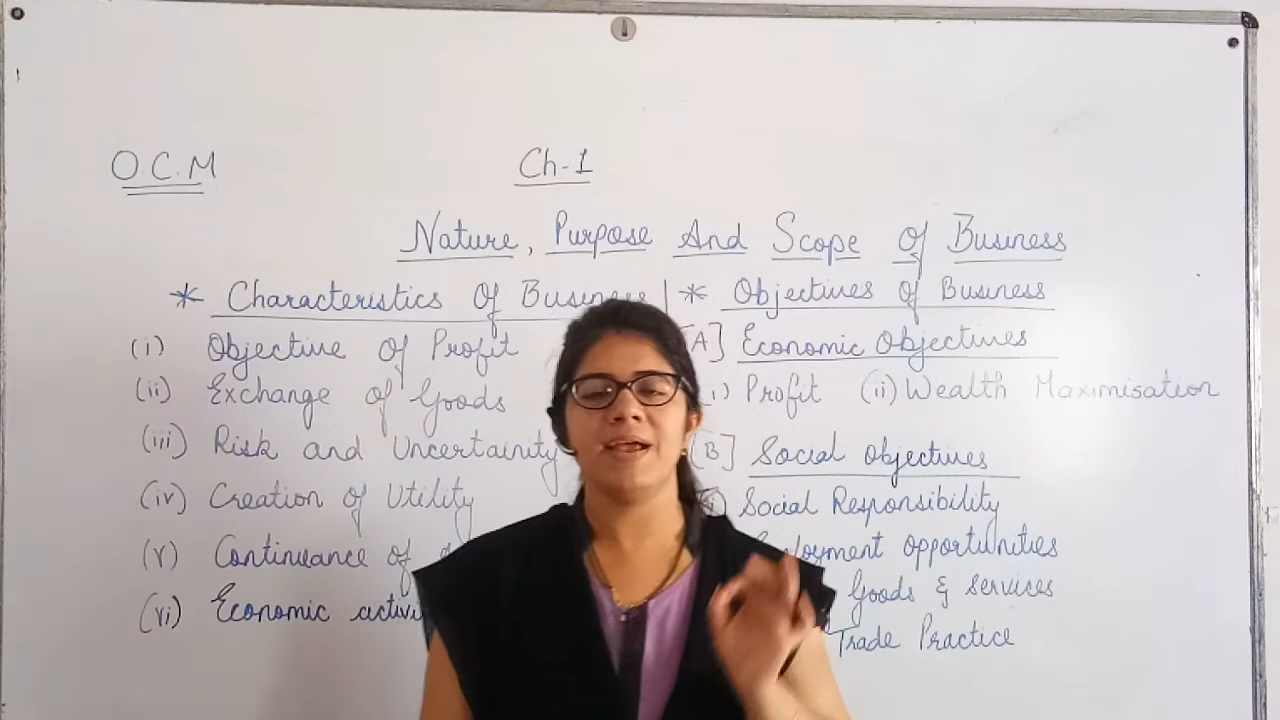 O.C.M
Ch-1
Nature, Purpose And Scope Of Business
* Characteristics Of Business
(i) Objective Of Profit
(ii) Exchange of Goods
(iii) Risk and Uncertainity
(iv) Creation of Utility
(v) Continuance of
(vi) Economic
* Objectives Of Business
[A] Economic Objectives
(i) Profit (ii) Wealth Maximisation
[B] Social Objectives
(i) Social Responsibility
opportunities
Goods & Services
Trade Practice